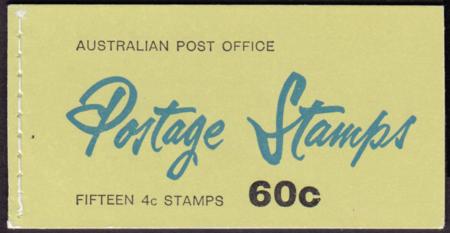 AUSTRALIAN POST OFFICE
Postage Stamps
FIFTEEN 4c STAMPS 60c